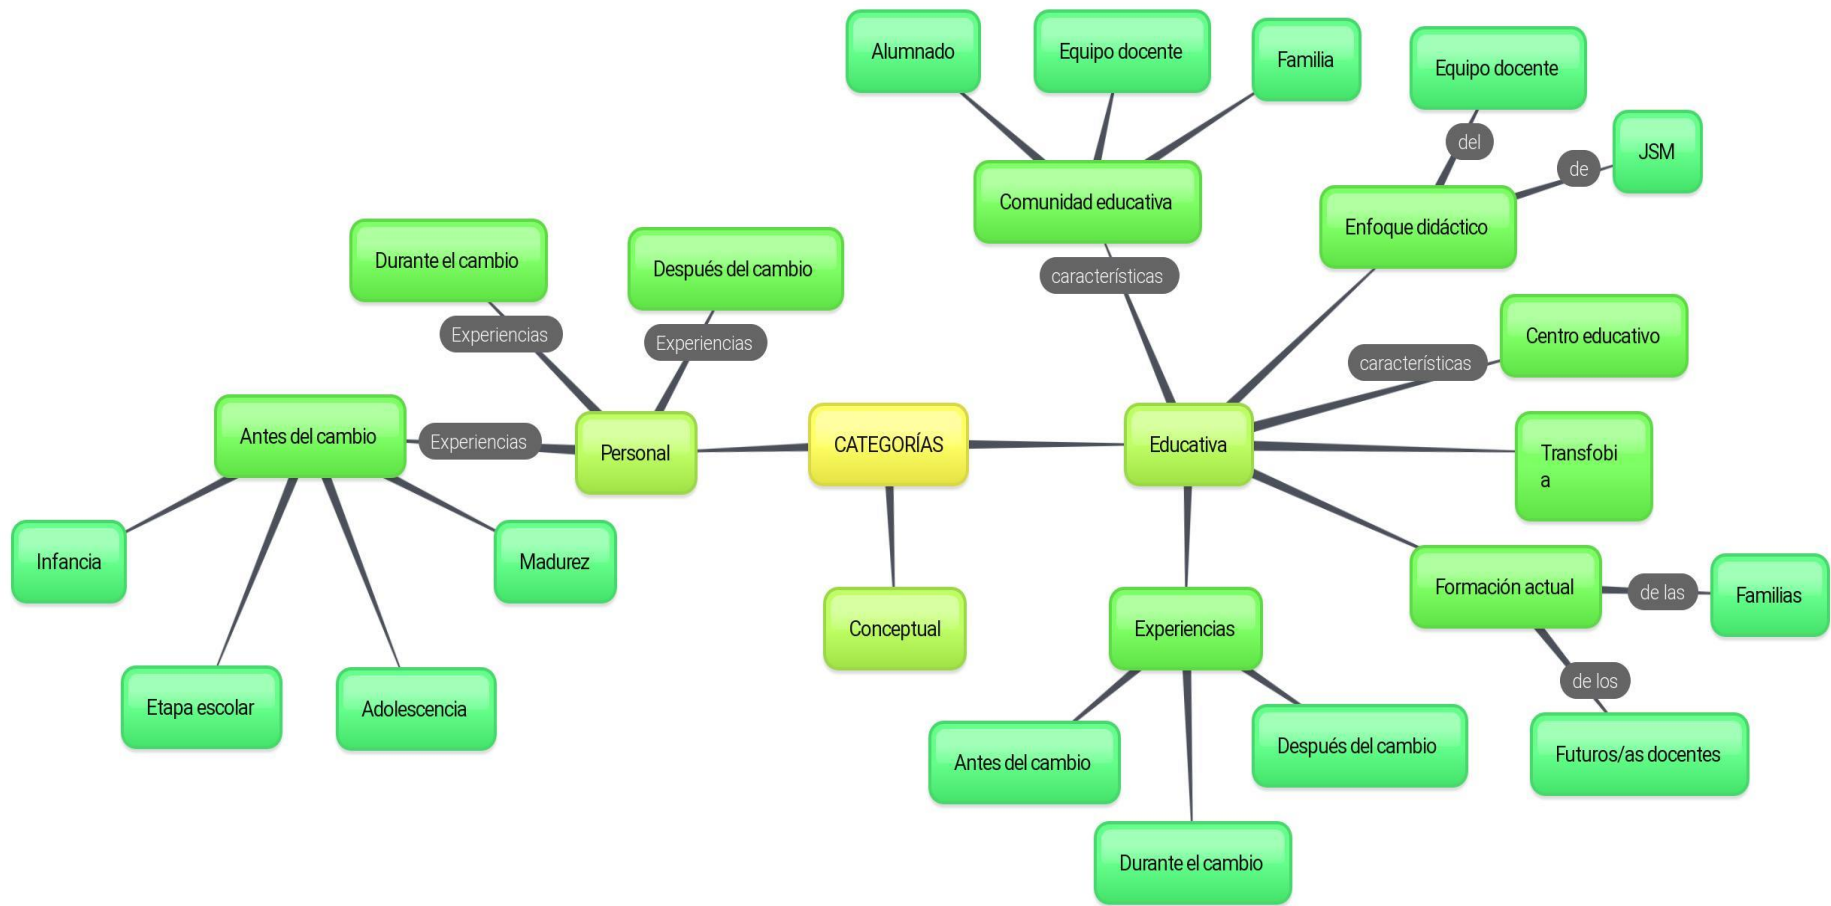 Alumnado
Equipo docente
Familia
Equipo docente
del
JSM
de
Comunidad educativa
Enfoque didáctico
características
Durante el cambio
Después del cambio
Experiencias
Experiencias
Centro educativo
características
Antes del cambio
Experiencias
Personal
CATEGORÍAS
Educativa
Transfobi
a
Infancia
Madurez
Conceptual
Experiencias
Formación actual
de las
Familias
de los
Etapa escolar
Adolescencia
Antes del cambio
Después del cambio
Futuros/as docentes
Durante el cambio